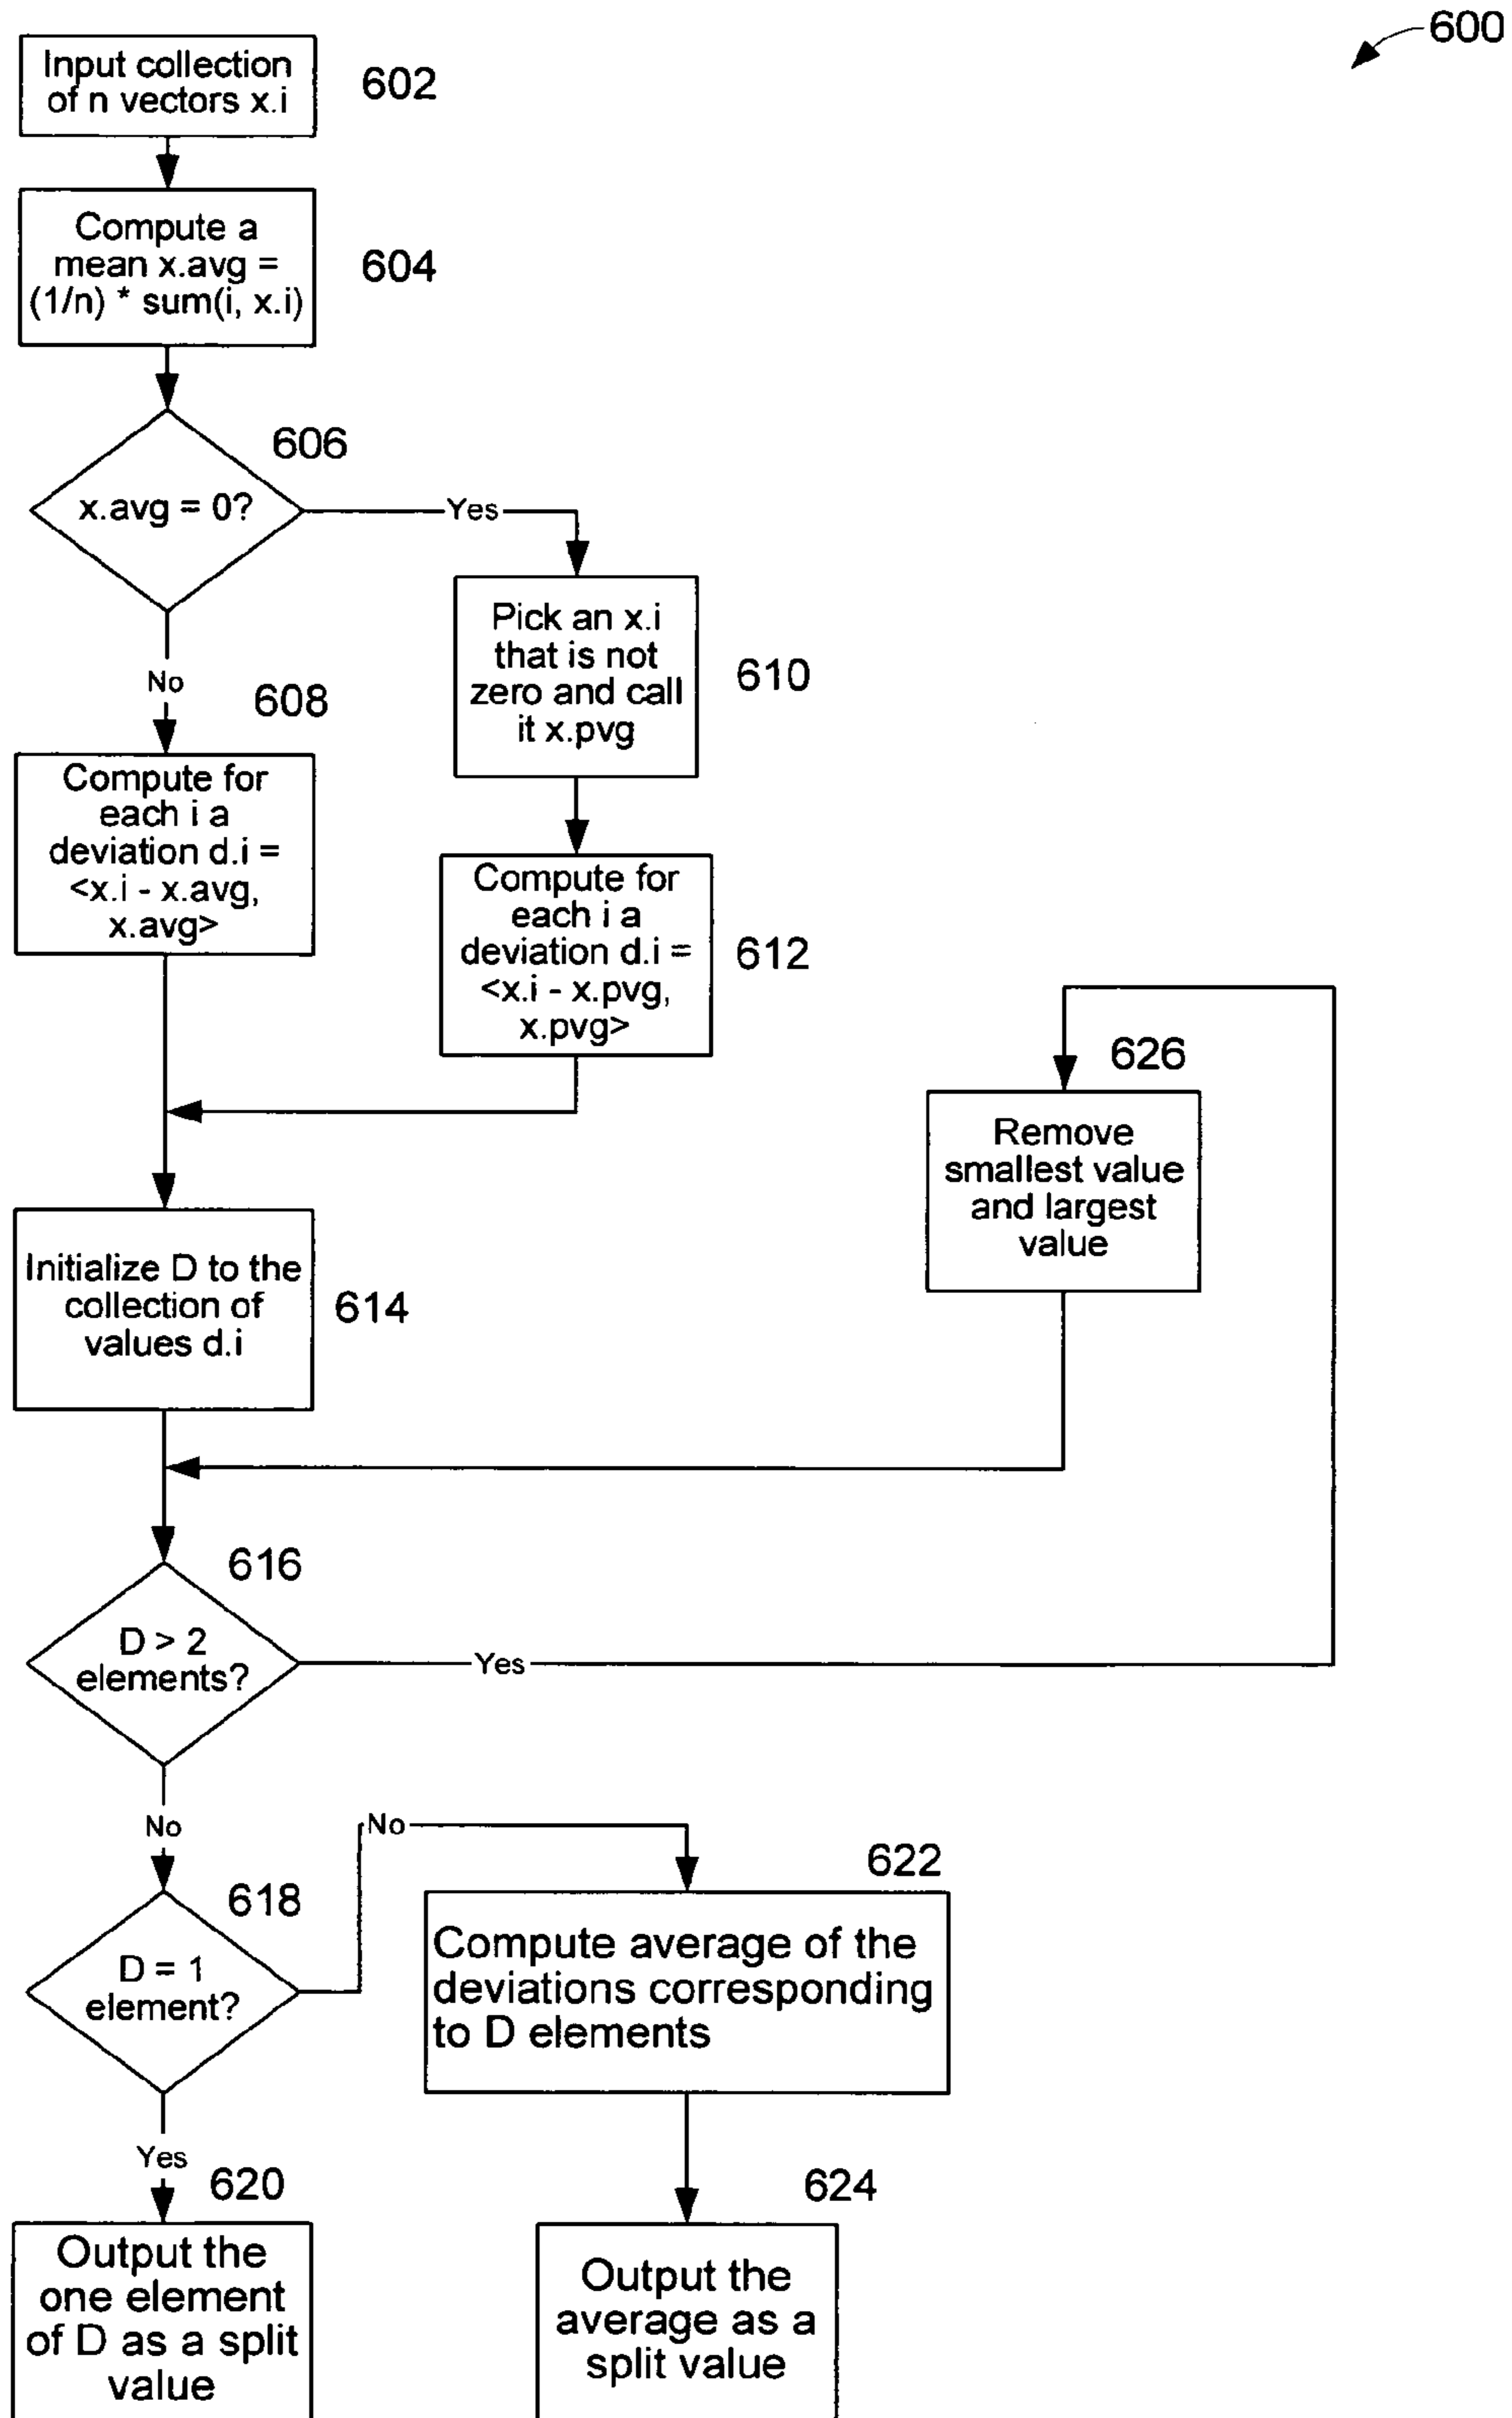 600
Input collection
of n vectors x.i
602
Compute a
mean x.avg =
(1/n) * sum(i, x.i)
604
606
x.avg = 0?
Yes
No
Pick an x.i
that is not
zero and call
it x.pvg
610
608
Compute for
each i a
deviation d.i =
<x.i - x.avg,
x.avg>
Compute for
each i a
deviation d.i =
<x.i - x.pvg,
x.pvg>
612
626
Remove
smallest value
and largest
value
Initialize D to the
collection of
values d.i
614
616
D > 2
elements?
Yes
No
618
D = 1
element?
No
622
Compute average of the
deviations corresponding
to D elements
Yes
620
Output the
one element
of D as a split
value
624
Output the
average as a
split value